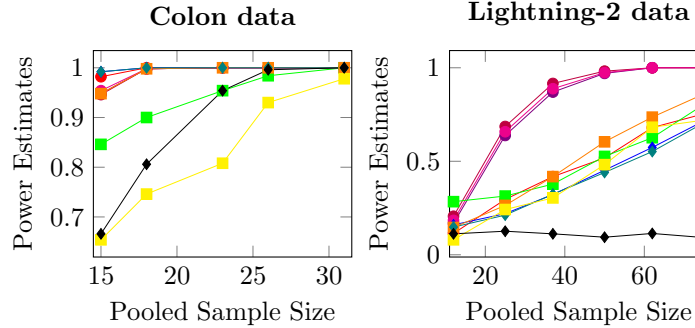 Colon data
1
0.9
0.8
0.7
15
20
25
30
Power Estimates
Pooled Sample Size
Lightning-2 data
1
0.5
0
20
40
60
Power Estimates
Pooled Sample Size